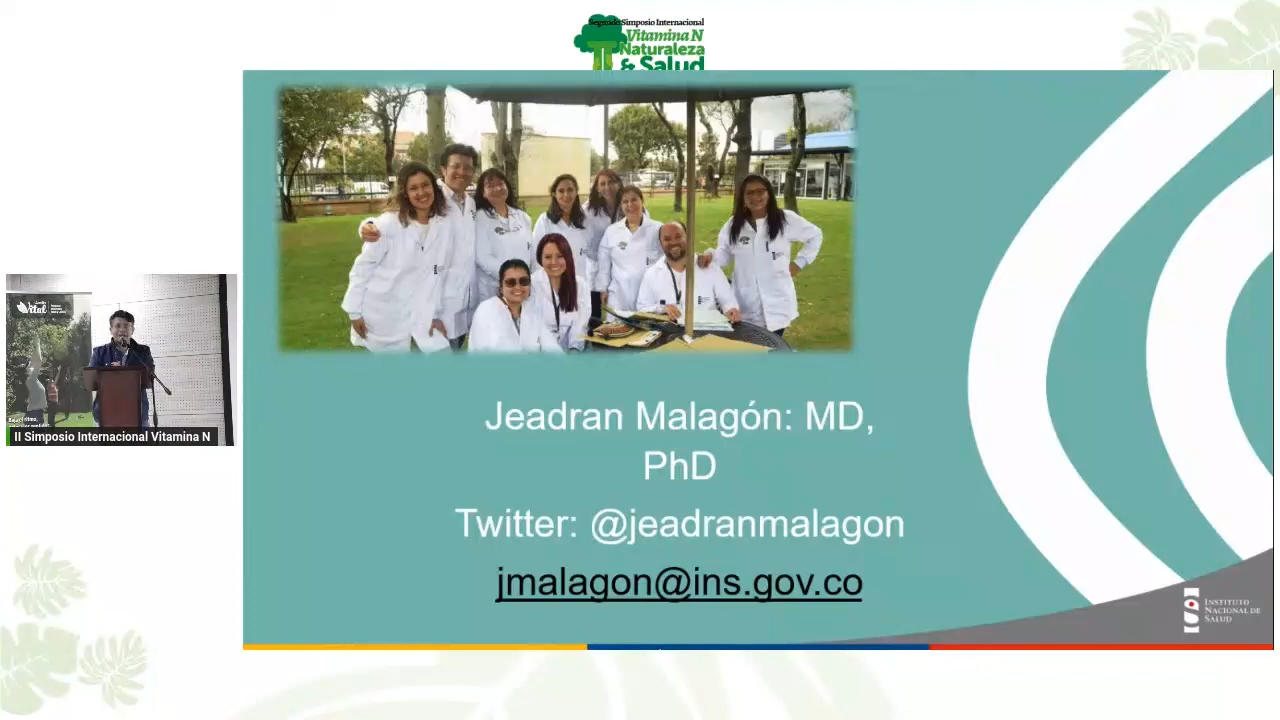 Segundo Simposio Internacional
Vitamina N
Naturaleza
& Salud
Vital
II Simposio Internacional Vitamina N
Jeadran Malagón: MD,
PhD
Twitter: @jeadranmalagon
jmalagon@ins.gov.co
INSTITUTO
NACIONAL DE
SALUD